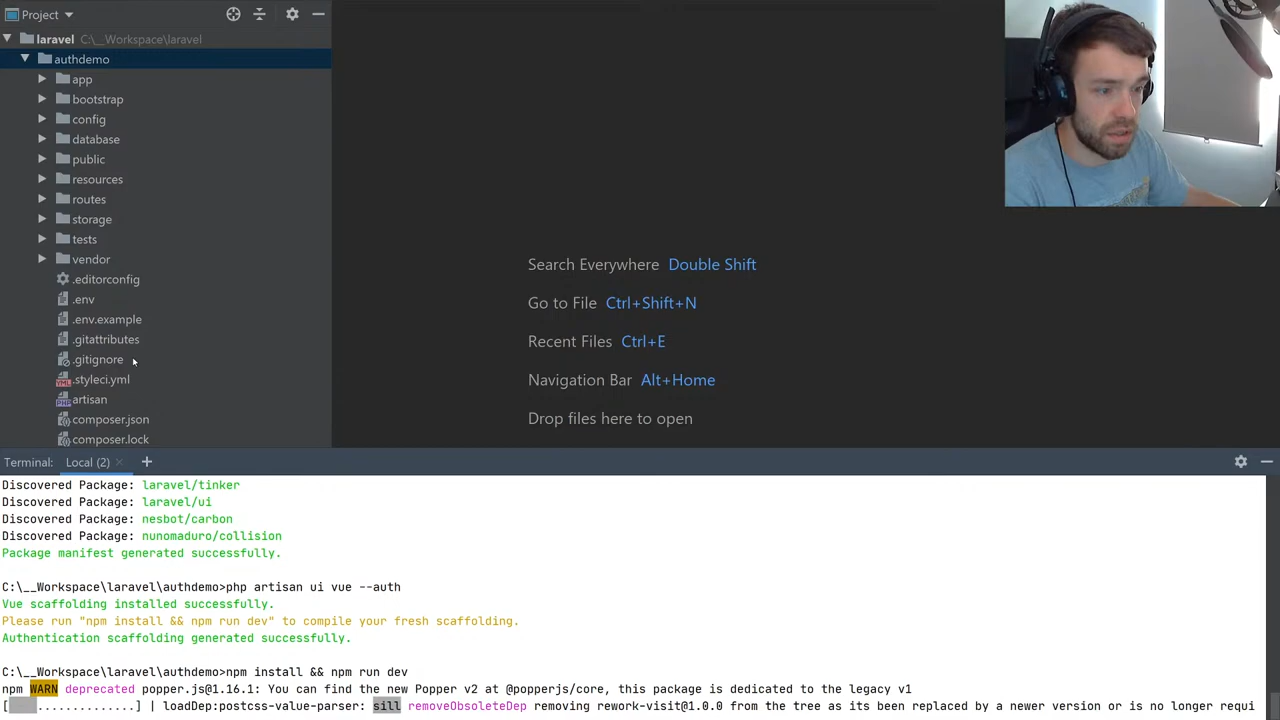 Project
laravel C:\__Workspace\laravel
authdemo
app
bootstrap
config
database
public
resources
routes
storage
tests
vendor
.editorconfig
.env
.env.example
.gitattributes
.gitignore
.styleci.yml
artisan
composer.json
composer.lock
Search Everywhere Double Shift
Go to File Ctrl+Shift+N
Recent Files Ctrl+E
Navigation Bar Alt+Home
Drop files here to open
Terminal: Local (2) × +
Discovered Package: laravel/tinker
Discovered Package: laravel/ui
Discovered Package: nesbot/carbon
Discovered Package: nunomaduro/collision
Package manifest generated successfully.
C:\__Workspace\laravel\authdemo>php artisan ui vue --auth
Vue scaffolding installed successfully.
Please run "npm install && npm run dev" to compile your fresh scaffolding.
Authentication scaffolding generated successfully.
C:\__Workspace\laravel\authdemo>npm install && npm run dev
npm WARN deprecated popper.js@1.16.1: You can find the new Popper v2 at @popperjs/core, this package is dedicated to the legacy v1
[ ..............] | loadDep:postcss-value-parser: sill removeObsoleteDep removing rework-visit@1.0.0 from the tree as its been replaced by a newer version or is no longer requi